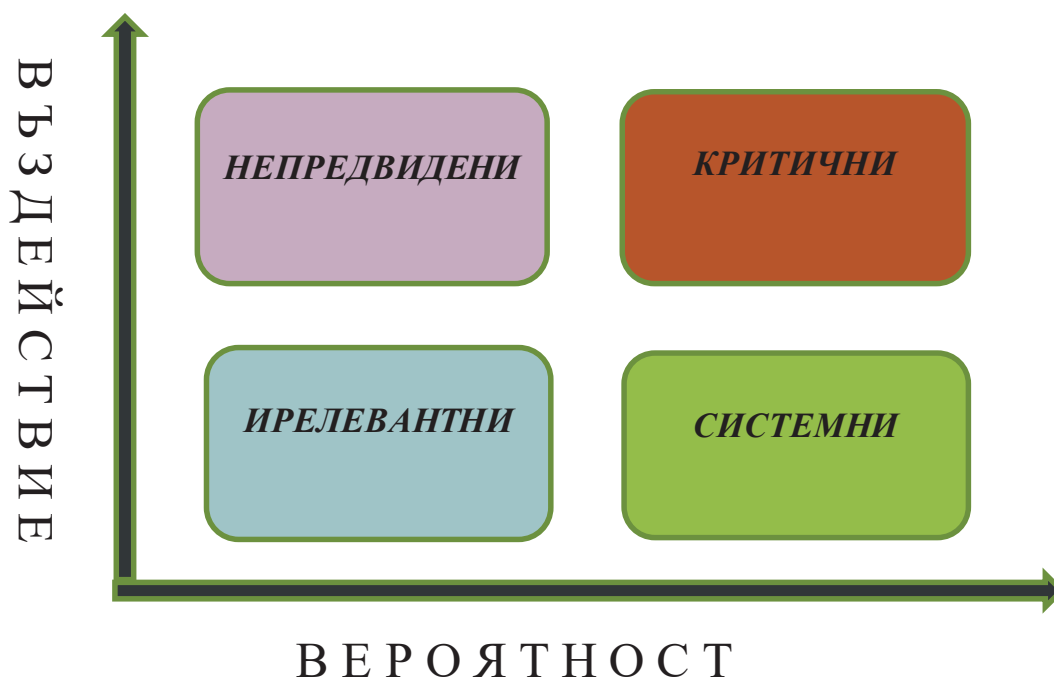 ВЪЗДЕЙСТВИЕ
НЕПРЕДВИДЕНИ
КРИТИЧНИ
ИРЕЛЕВАНТНИ
СИСТЕМНИ
ВЕРОЯТНОСТ